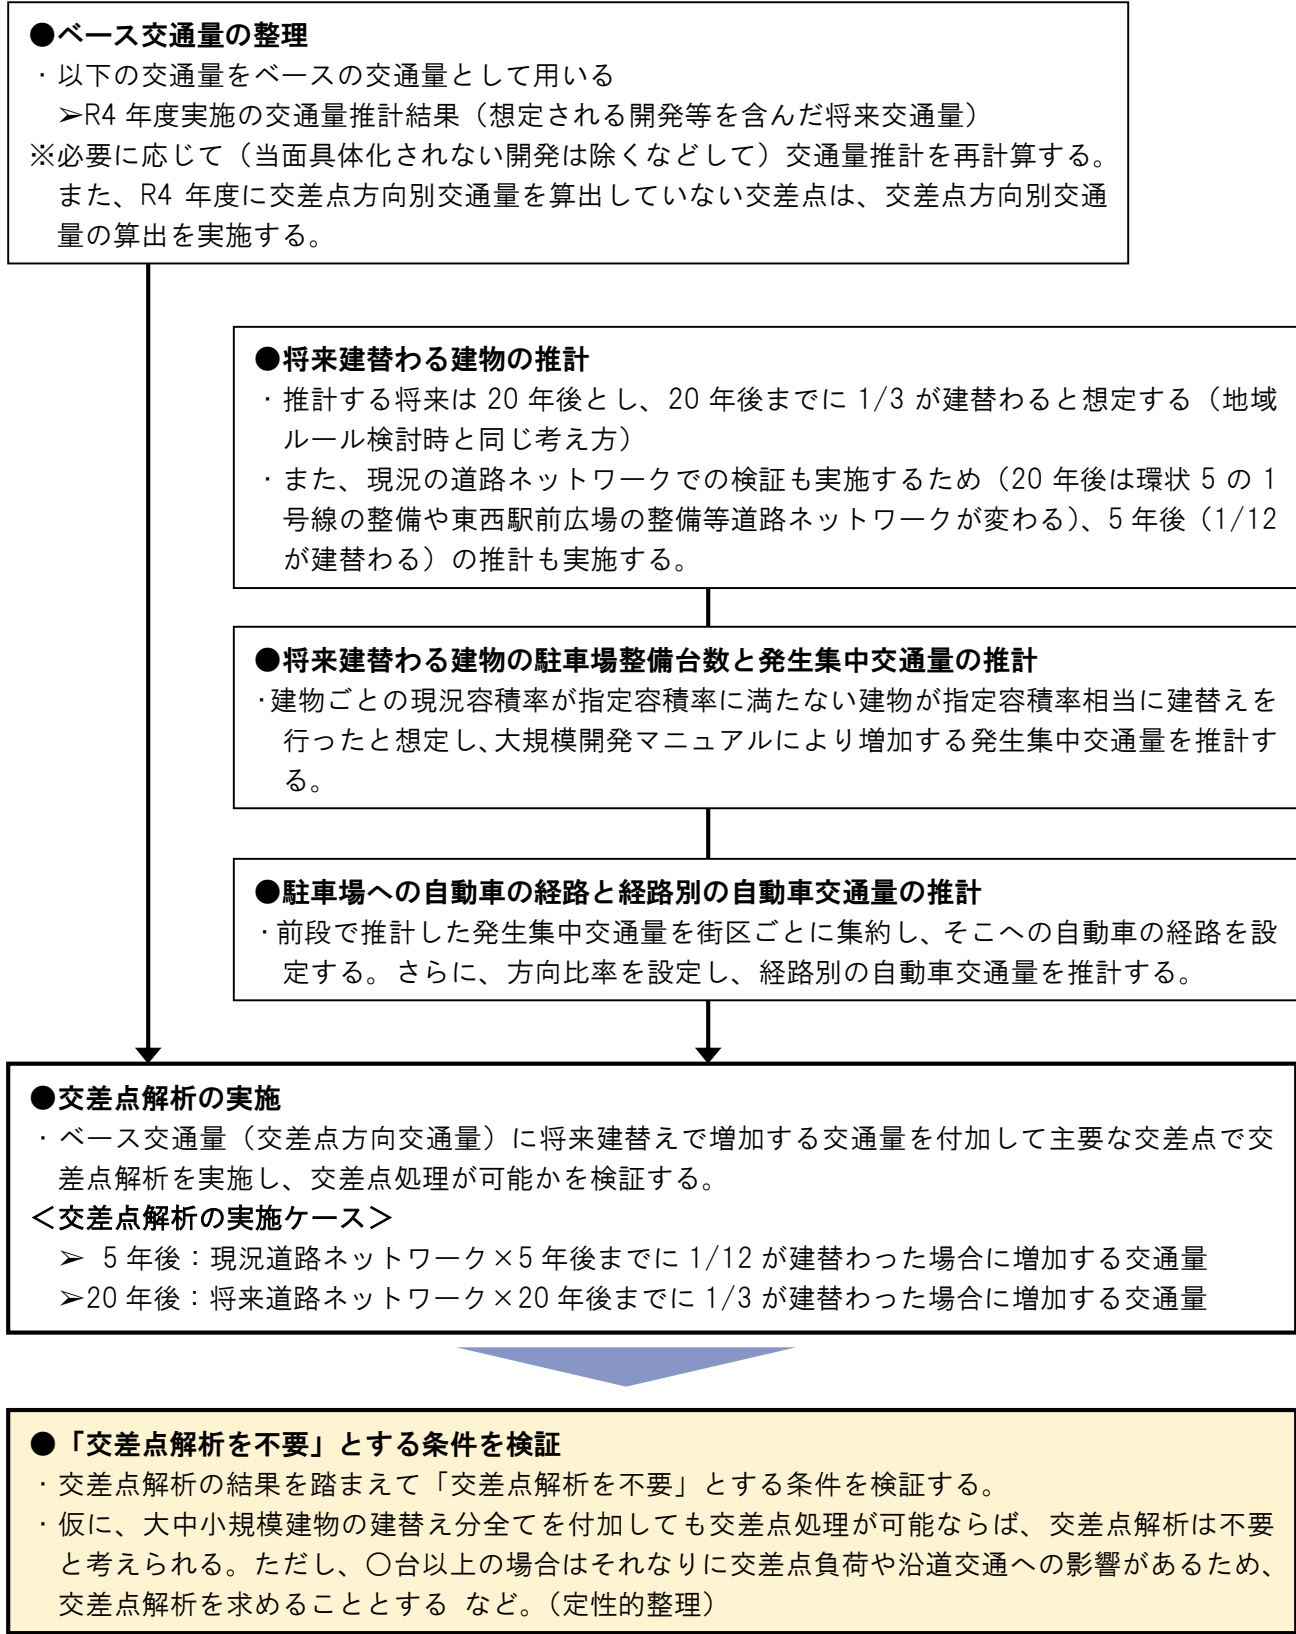 ●ベース交通量の整理
・以下の交通量をベースの交通量として用いる
➢R4 年度実施の交通量推計結果（想定される開発等を含んだ将来交通量）
※必要に応じて（当面具体化されない開発は除くなどして）交通量推計を再計算する。
また、R4 年度に交差点方向別交通量を算出していない交差点は、交差点方向別交通
量の算出を実施する。
●将来建替わる建物の推計
・推計する将来は 20 年後とし、20 年後までに 1/3 が建替わると想定する（地域
ルール検討時と同じ考え方）
・また、現況の道路ネットワークでの検証も実施するため（20 年後は環状 5 の 1
号線の整備や東西駅前広場の整備等道路ネットワークが変わる）、5 年後（1/12
が建替わる）の推計も実施する。
●将来建替わる建物の駐車場整備台数と発生集中交通量の推計
・建物ごとの現況容積率が指定容積率に満たない建物が指定容積率相当に建替えを
行ったと想定し、大規模開発マニュアルにより増加する発生集中交通量を推計す
る。
●駐車場への自動車の経路と経路別の自動車交通量の推計
・前段で推計した発生集中交通量を街区ごとに集約し、そこへの自動車の経路を設
定する。さらに、方向比率を設定し、経路別の自動車交通量を推計する。
●交差点解析の実施
・ベース交通量（交差点方向交通量）に将来建替えで増加する交通量を付加して主要な交差点で交
差点解析を実施し、交差点処理が可能かを検証する。
＜交差点解析の実施ケース＞
➢ 5 年後：現況道路ネットワーク×5 年後までに 1/12 が建替わった場合に増加する交通量
➢20 年後：将来道路ネットワーク×20 年後までに 1/3 が建替わった場合に増加する交通量
●「交差点解析を不要」とする条件を検証
・交差点解析の結果を踏まえて「交差点解析を不要」とする条件を検証する。
・仮に、大中小規模建物の建替え分全てを付加しても交差点処理が可能ならば、交差点解析は不要
と考えられる。ただし、〇台以上の場合はそれなりに交差点負荷や沿道交通への影響があるため、
交差点解析を求めることとする など。（定性的整理）